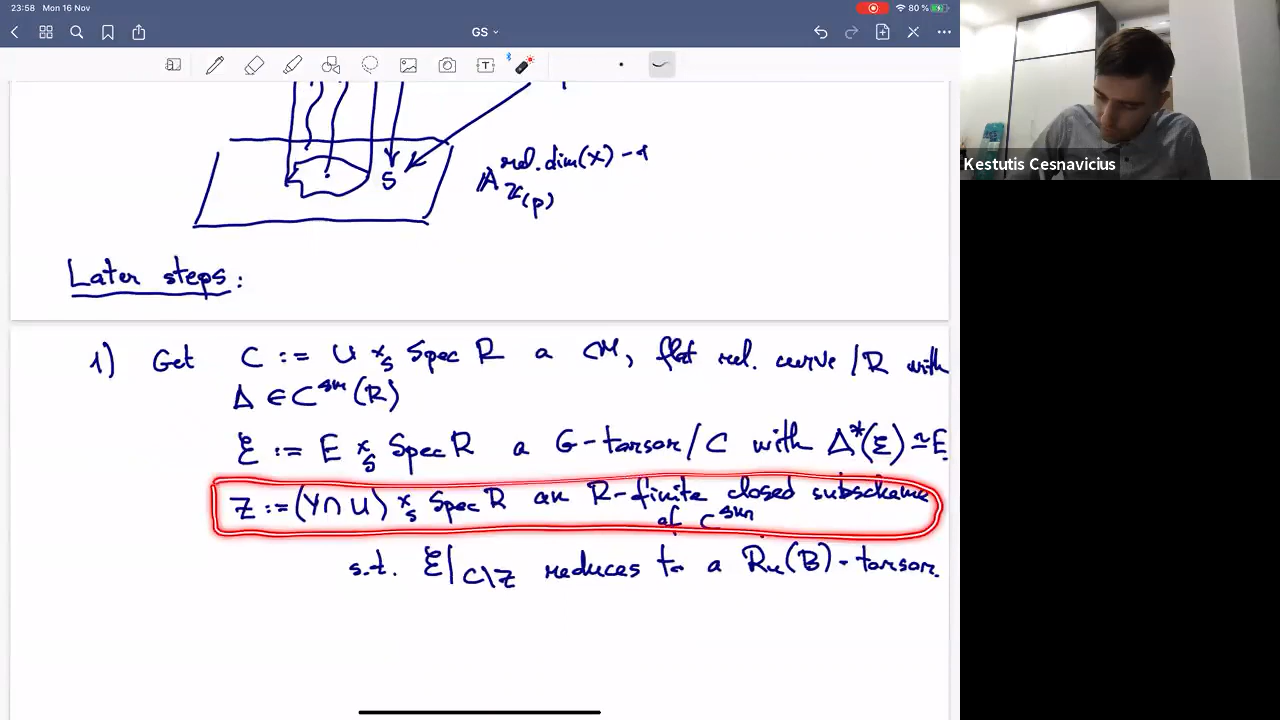 23:58 Mon 16 Nov
80 %
GS
T
Kestutis Cesnavicius
S
A rel.dim(X)-1
Z(p)
Later steps:
1) Get C := U ×_S Spec R a CM, flat rel. curve /R with
Δ ∈ C^sm(R)
ℰ := E ×_S Spec R a G-torsor/C with Δ*(ℰ) ≃ E
Z := (Y∩U) ×_S Spec R an R-finite closed subscheme
of C^sm
s.t. ℰ|_C\Z reduces to a R_u(B)-torsor.